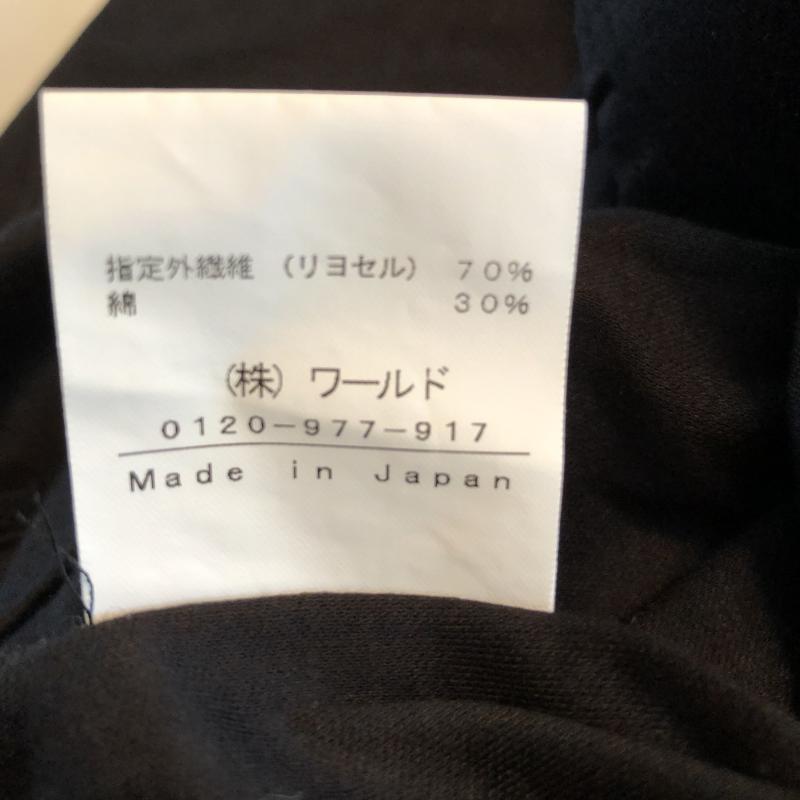 指定外繊維 （リヨセル） ７０％
綿 ３０％
（株）ワールド
０１２０－９７７－９１７
Ｍａｄｅ ｉｎ Ｊａｐａｎ